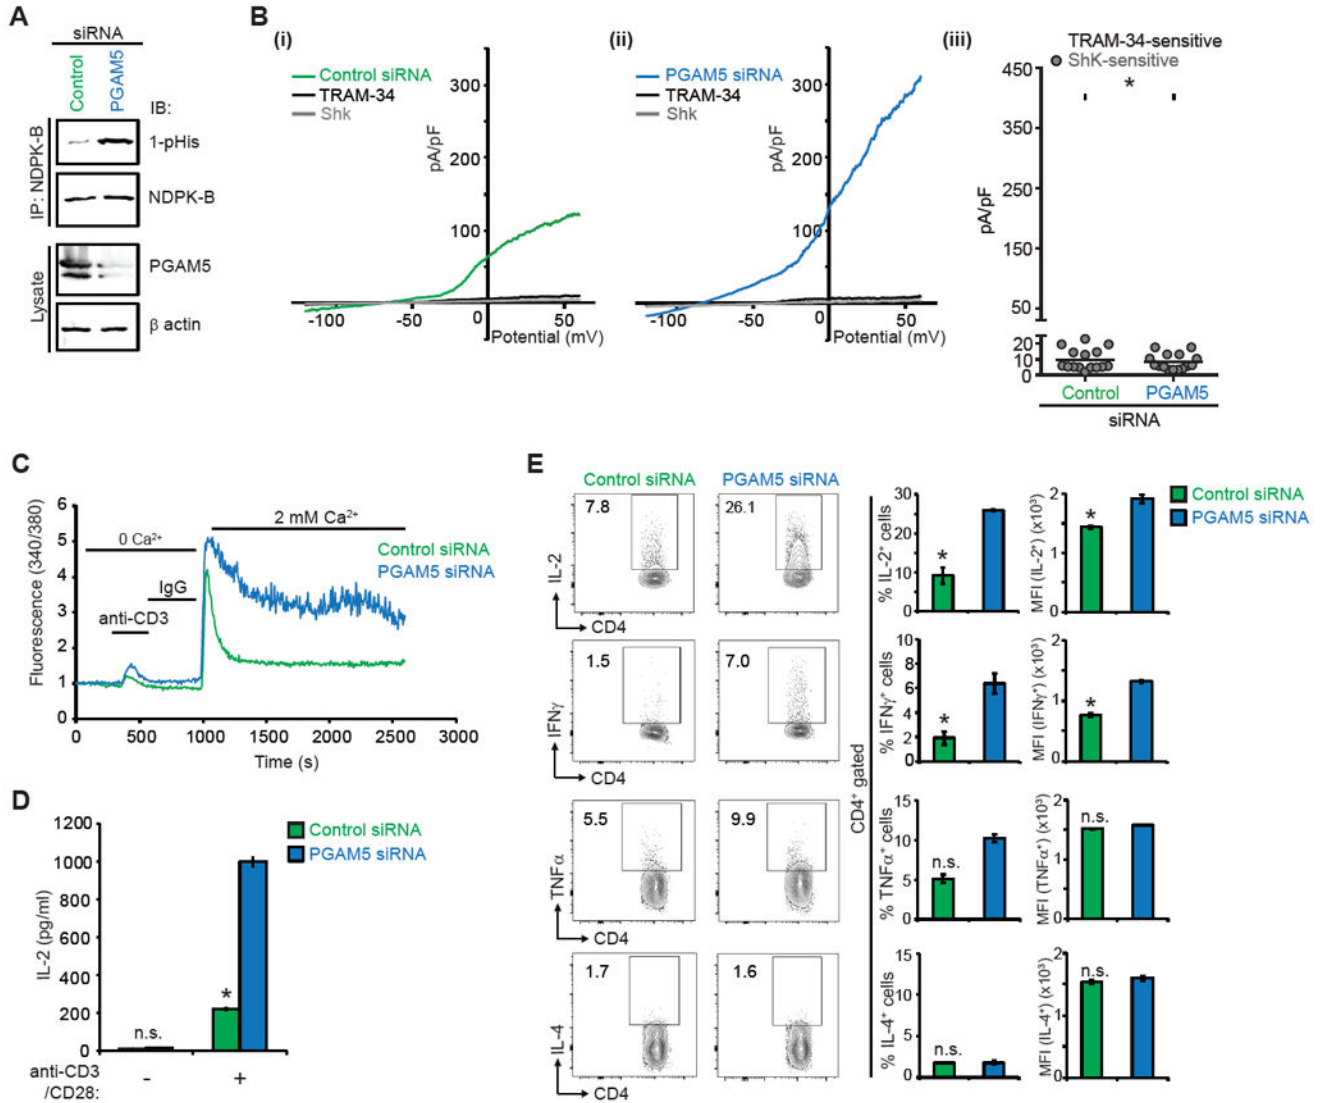 A
siRNA
Control
PGAM5
IB:
IP: NDPK-B
1-pHis
NDPK-B
Lysate
PGAM5
β actin
B
(i)
Control siRNA
TRAM-34
Shk
pA/pF
300
200
100
-100
-50
0
50
Potential (mV)
(ii)
PGAM5 siRNA
TRAM-34
Shk
pA/pF
300
200
100
-100
-50
0
50
Potential (mV)
(iii)
TRAM-34-sensitive
ShK-sensitive
*
pA/pF
450
350
250
150
50
20
10
0
Control
PGAM5
siRNA
C
Fluorescence (340/380)
6
5
4
3
2
1
0
0 Ca²⁺
2 mM Ca²⁺
Control siRNA
PGAM5 siRNA
IgG
anti-CD3
0
500
1000
1500
2000
2500
3000
Time (s)
D
Control siRNA
PGAM5 siRNA
IL-2 (pg/ml)
1200
1000
800
600
400
200
0
n.s.
*
anti-CD3
/CD28:
-
+
E
Control siRNA
PGAM5 siRNA
7.8
26.1
IL-2
CD4
1.5
7.0
IFNγ
CD4
5.5
9.9
TNFα
CD4
1.7
1.6
IL-4
CD4
CD4⁺ gated
Control siRNA
PGAM5 siRNA
% IL-2⁺ cells
30
20
10
0
*
MFI (IL-2⁺) (x10³)
2
1
0
*
% IFNγ⁺ cells
10
8
6
4
2
0
*
MFI (IFNγ⁺) (x10³)
2
1
0
*
% TNFα⁺ cells
15
10
5
0
n.s.
MFI (TNFα⁺) (x10³)
2
1
0
n.s.
% IL-4⁺ cells
15
10
5
0
n.s.
MFI (IL-4⁺) (x10³)
2
1
0
n.s.